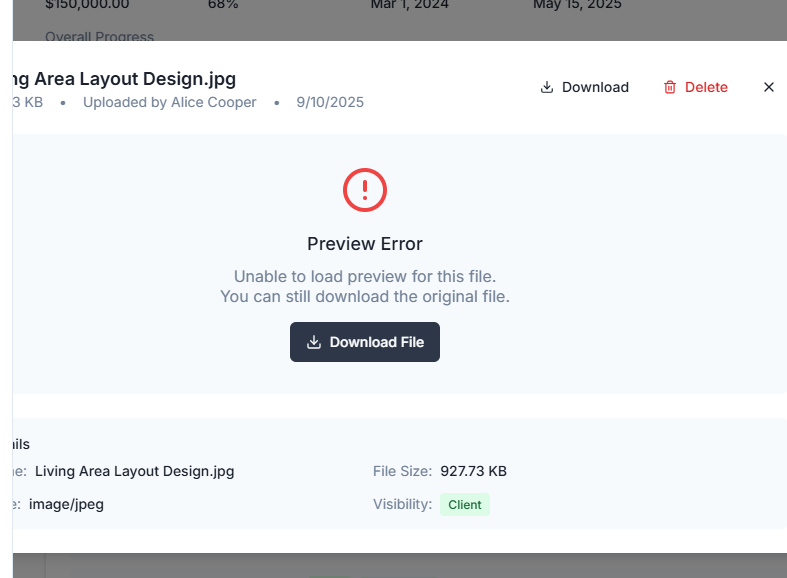 $150,000.00 68% Mar 1, 2024 May 15, 2025
Overall Progress
ng Area Layout Design.jpg
3 KB • Uploaded by Alice Cooper • 9/10/2025
Download Delete
Preview Error
Unable to load preview for this file.
You can still download the original file.
Download File
ails
e: Living Area Layout Design.jpg File Size: 927.73 KB
e: image/jpeg Visibility: Client